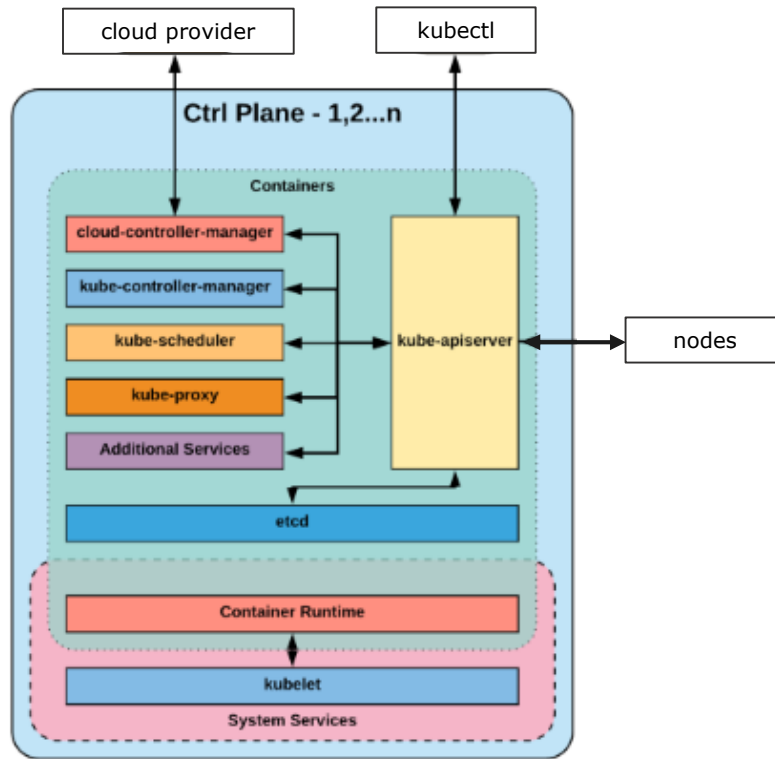 cloud provider
kubectl
Ctrl Plane - 1,2...n
Containers
cloud-controller-manager
kube-controller-manager
kube-scheduler
kube-apiserver
nodes
kube-proxy
Additional Services
etcd
Container Runtime
kubelet
System Services